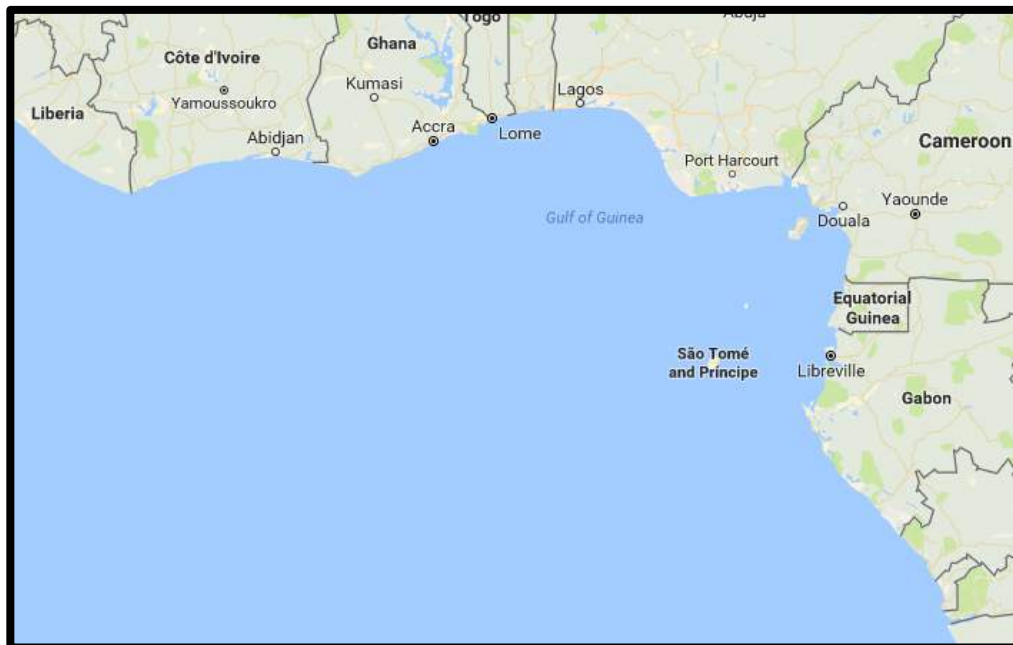 Togo
Abuja
Ghana
Côte d'Ivoire
Kumasi
Lagos
Yamoussoukro
Liberia
Accra
Lome
Abidjan
Cameroon
Port Harcourt
Yaounde
Gulf of Guinea
Douala
Equatorial
Guinea
São Tomé
and Príncipe
Libreville
Gabon